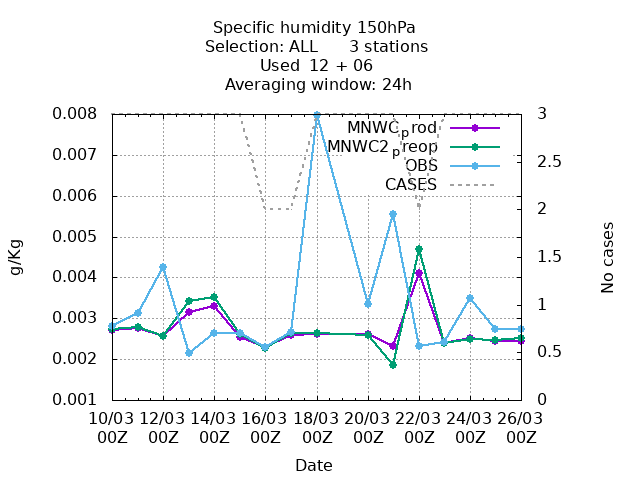 Specific humidity 150hPa
Selection: ALL 3 stations
Used 12 + 06
Averaging window: 24h
0.008
0.007
0.006
0.005
0.004
0.003
0.002
0.001
g/Kg
MNWC_prod
MNWC2_preop
OBS
CASES
3
2.5
2
1.5
1
0.5
0
No cases
10/03 12/03 14/03 16/03 18/03 20/03 22/03 24/03 26/03
00Z 00Z 00Z 00Z 00Z 00Z 00Z 00Z 00Z
Date